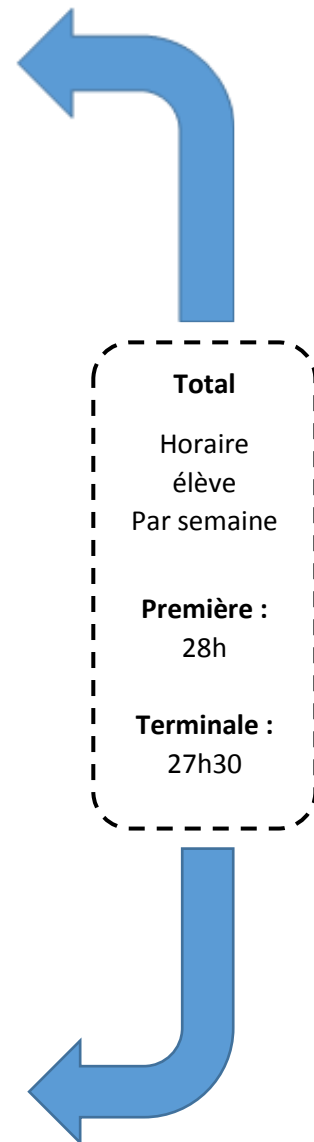 Total
Horaire
élève
Par semaine
Première :
28h
Terminale :
27h30